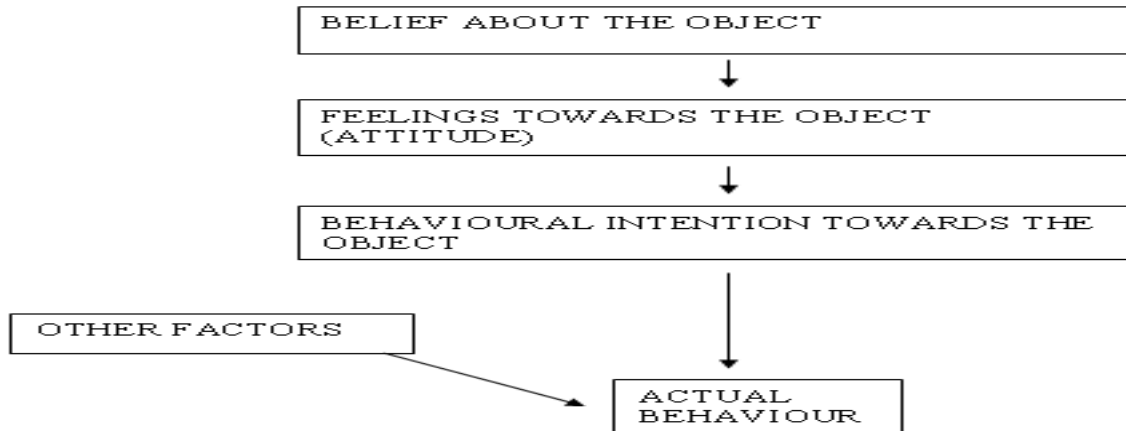 BELIEF ABOUT THE OBJECT
FEELINGS TOWARDS THE OBJECT
(ATTITUDE)
BEHAVIOURAL INTENTION TOWARDS THE
OBJECT
OTHER FACTORS
ACTUAL
BEHAVIOUR